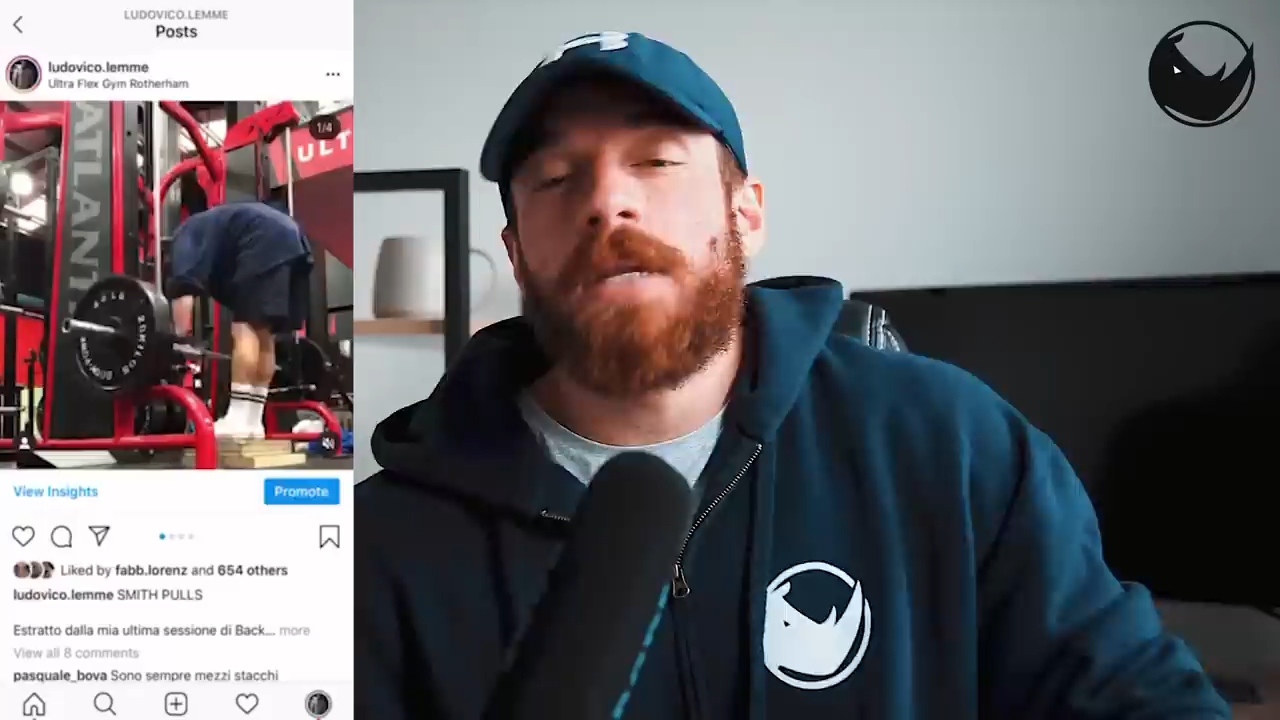 LUDOVICO.LEMME
Posts
ludovico.lemme
Ultra Flex Gym Rotherham
1/4
ATLANT
ULT
View Insights
Promote
Liked by fabb.lorenz and 654 others
ludovico.lemme SMITH PULLS
Estratto dalla mia ultima sessione di Back... more
View all 8 comments
pasquale_bova Sono sempre mezzi stacchi